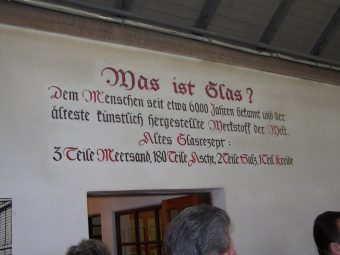 Was ist Glas?
Dem Menschen seit etwa 6000 Jahren bekannt und der
älteste künstlich hergestellte Werkstoff der Welt.
Altes Glasrezept:
3 Teile Meersand, 180 Teile Asche, 2 Teile Salz, 1 Teil Kreide